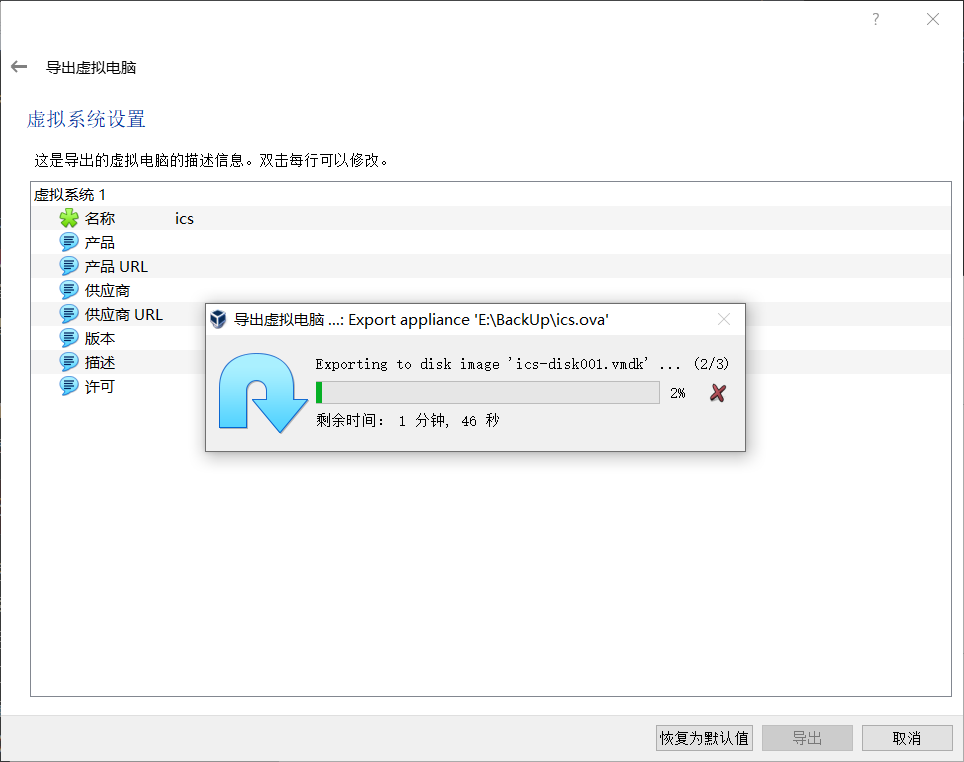 ?
导出虚拟电脑
虚拟系统设置
这是导出的虚拟电脑的描述信息。双击每行可以修改。
虚拟系统 1
名称 ics
产品
产品 URL
供应商
供应商 URL
版本
描述
许可
导出虚拟电脑 ...: Export appliance 'E:\BackUp\ics.ova'
Exporting to disk image 'ics-disk001.vmdk' ... (2/3)
2%
剩余时间: 1 分钟, 46 秒
恢复为默认值 导出 取消